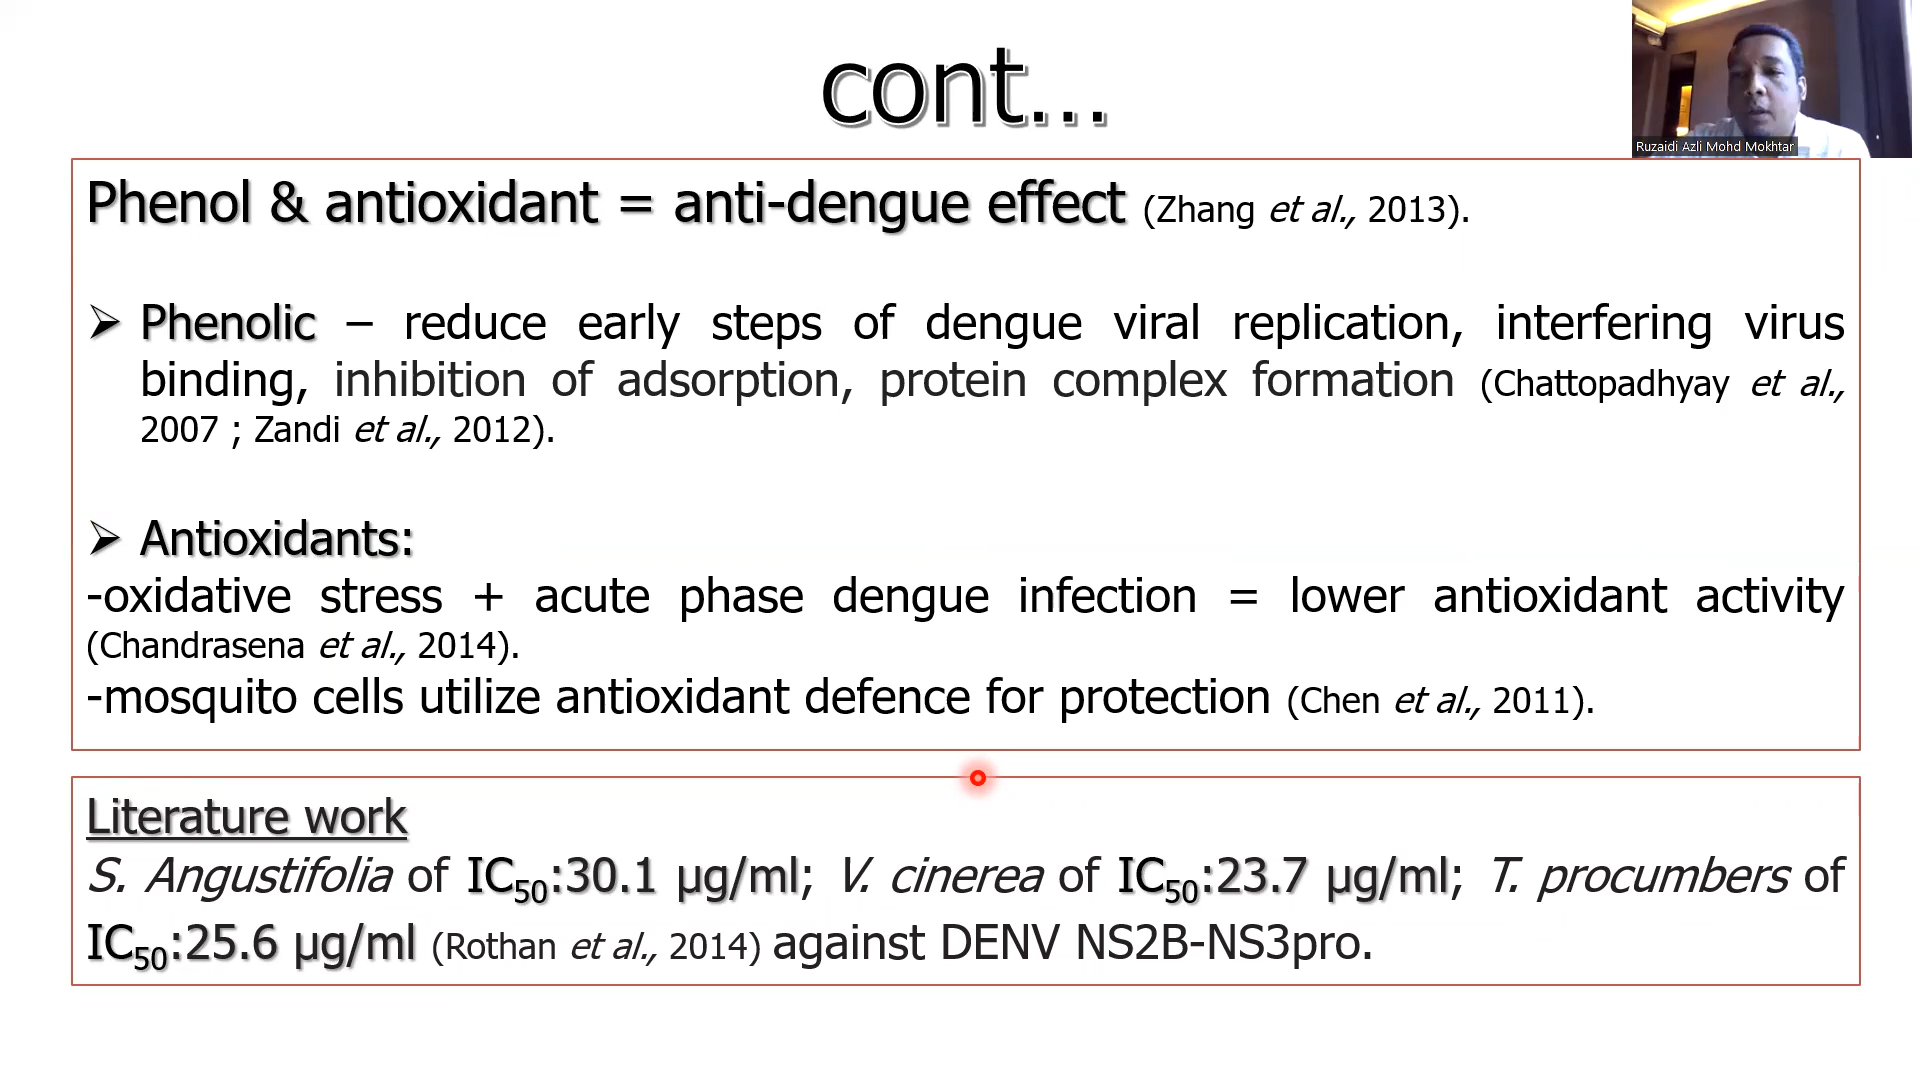 cont...
Ruzaidi Azli Mohd Mokhtar
Phenol & antioxidant = anti-dengue effect (Zhang et al., 2013).
➢ Phenolic – reduce early steps of dengue viral replication, interfering virus
binding, inhibition of adsorption, protein complex formation (Chattopadhyay et al.,
2007 ; Zandi et al., 2012).
➢ Antioxidants:
-oxidative stress + acute phase dengue infection = lower antioxidant activity
(Chandrasena et al., 2014).
-mosquito cells utilize antioxidant defence for protection (Chen et al., 2011).
Literature work
S. Angustifolia of IC50:30.1 µg/ml; V. cinerea of IC50:23.7 µg/ml; T. procumbers of
IC50:25.6 µg/ml (Rothan et al., 2014) against DENV NS2B-NS3pro.